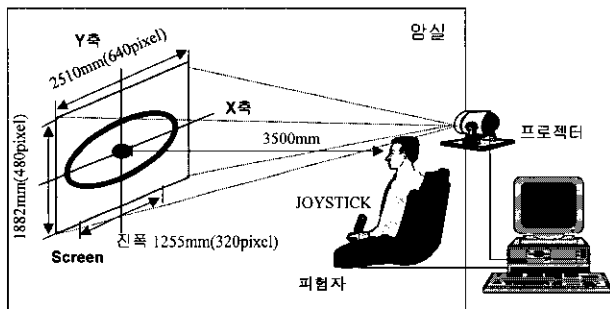 암실
Y축
2510mm(640pixel)
X축
3500mm
프로젝터
1882mm(480pixel)
JOYSTICK
진폭 1255mm(320pixel)
Screen
피험자